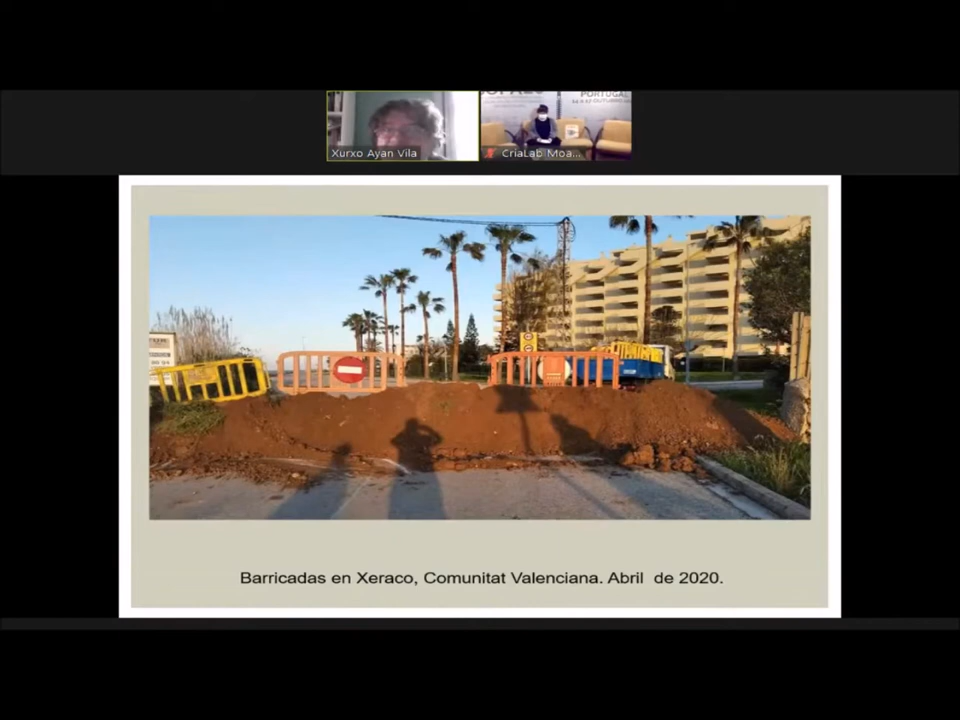 PORTUGAL
Xurxo Ayan Vila
CriaLab Moa...
Barricadas en Xeraco, Comunitat Valenciana. Abril de 2020.